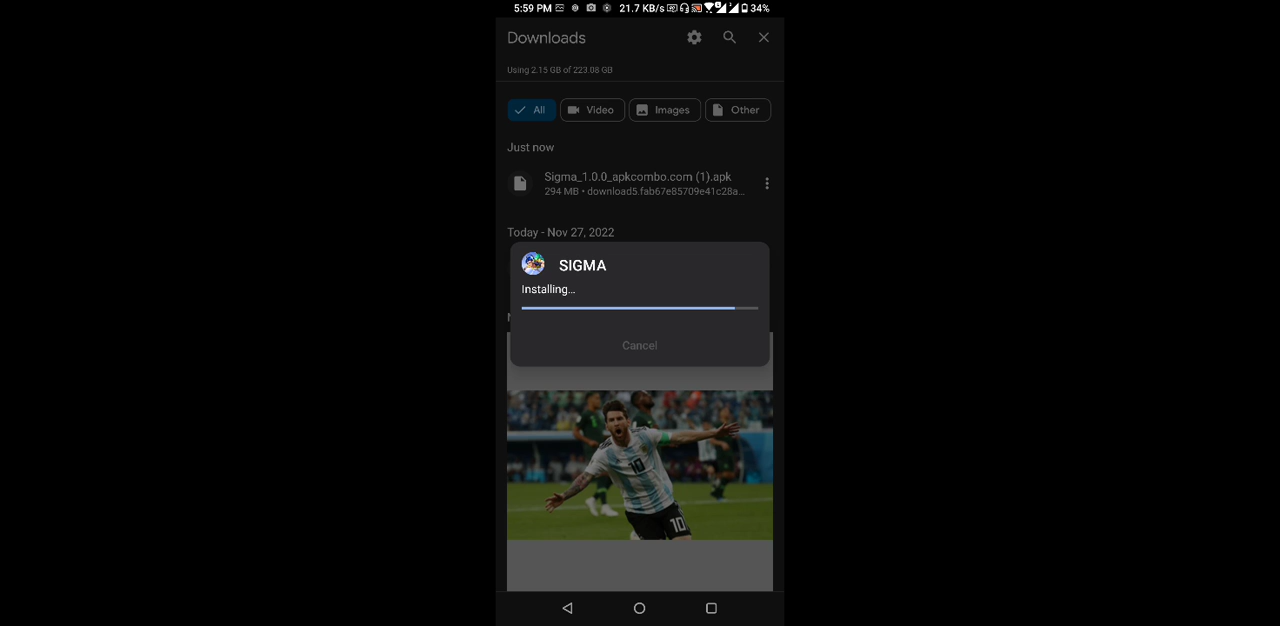 5:59 PM 21.7 KB/s 34%
Downloads
Using 2.15 GB of 223.08 GB
All Video Images Other
Just now
Sigma_1.0.0_apkcombo.com (1).apk
294 MB • download5.fab67e85709e41c28a...
Today - Nov 27, 2022
SIGMA
Installing...
Cancel
10
10